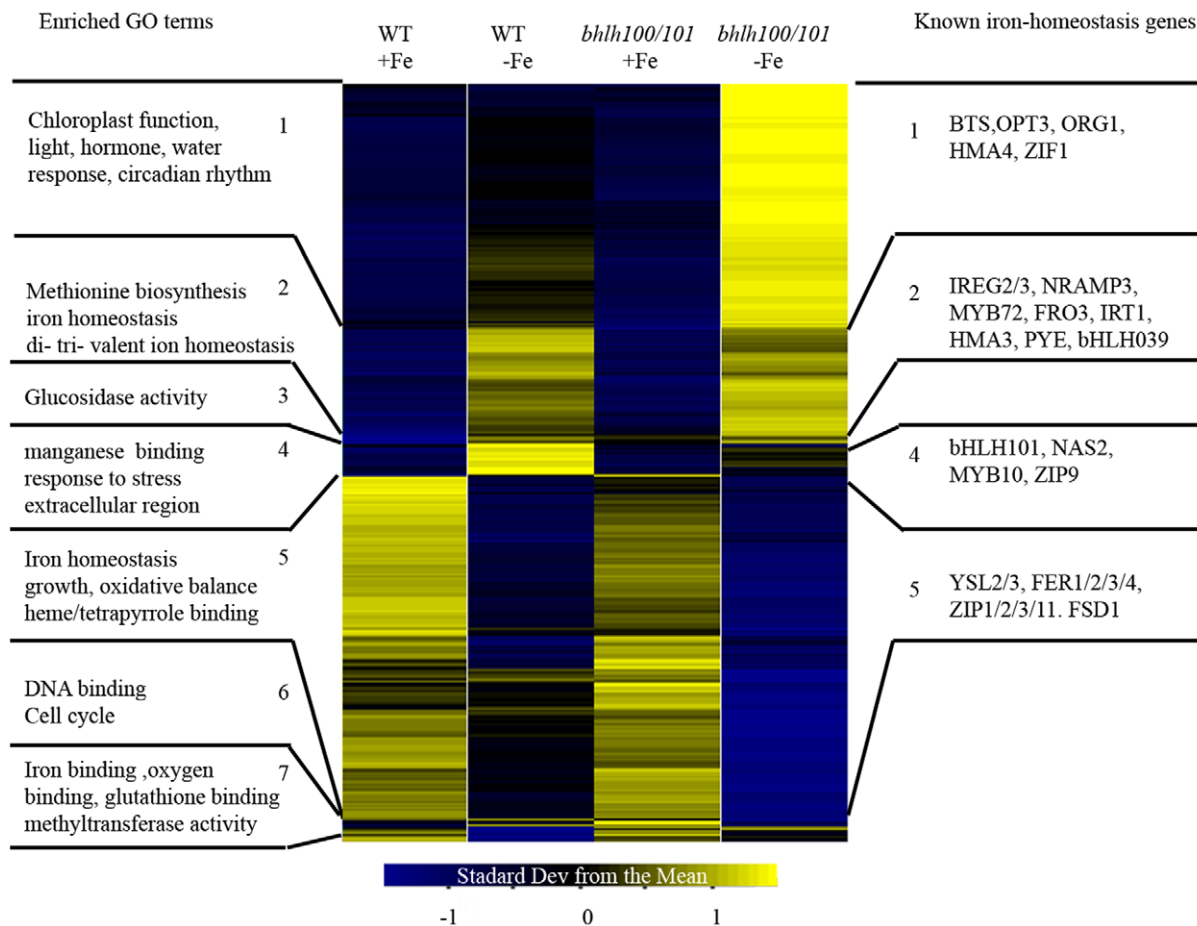 Enriched GO terms
Known iron-homeostasis genes
WT
+Fe
WT
-Fe
bhlh100/101
+Fe
bhlh100/101
-Fe
Chloroplast function,
light, hormone, water
response, circadian rhythm
1
Methionine biosynthesis
iron homeostasis
di- tri- valent ion homeostasis
2
Glucosidase activity
3
manganese binding
response to stress
extracellular region
4
Iron homeostasis
growth, oxidative balance
heme/tetrapyrrole binding
5
DNA binding
Cell cycle
6
Iron binding ,oxygen
binding, glutathione binding
methyltransferase activity
7
1
BTS,OPT3, ORG1,
HMA4, ZIF1
2
IREG2/3, NRAMP3,
MYB72, FRO3, IRT1,
HMA3, PYE, bHLH039
4
bHLH101, NAS2,
MYB10, ZIP9
5
YSL2/3, FER1/2/3/4,
ZIP1/2/3/11. FSD1
Stadard Dev from the Mean
-1
0
1